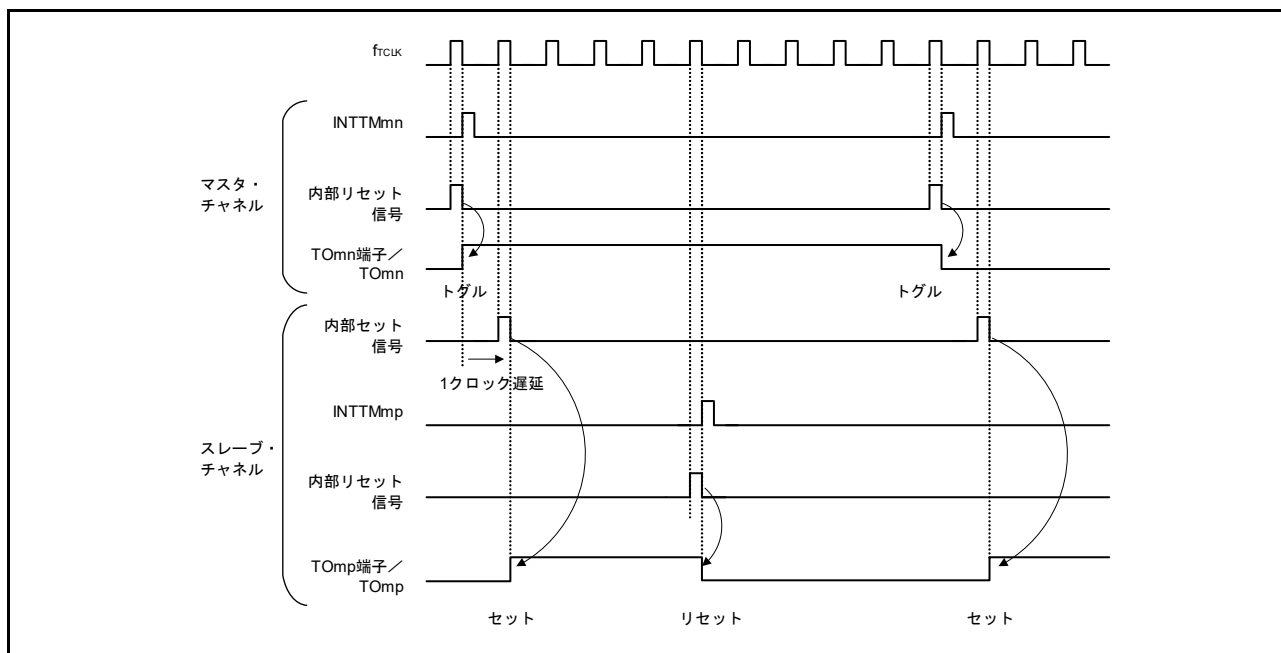 fTCLK
INTTMmn
マスタ・
チャネル
内部リセット
信号
TOmn端子／
TOmn
トグル
トグル
内部セット
信号
1クロック遅延
INTTMmp
スレーブ・
チャネル
内部リセット
信号
TOmp端子／
TOmp
セット
リセット
セット